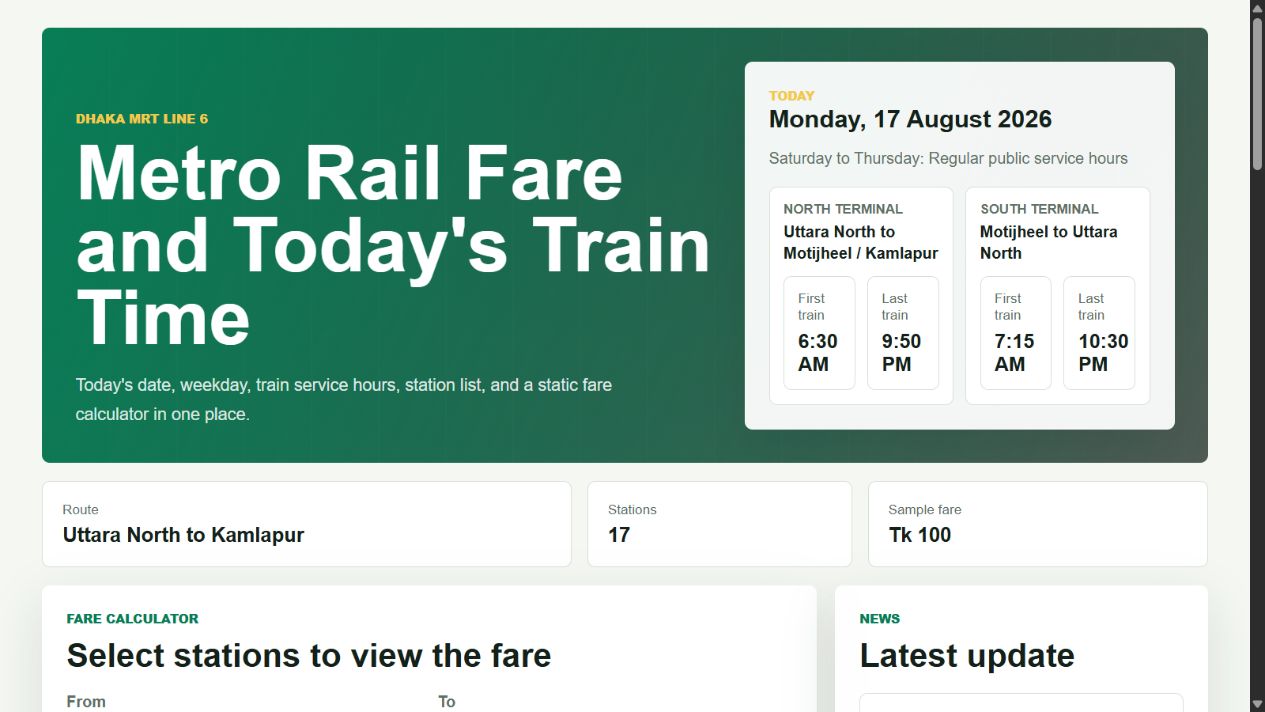 DHAKA MRT LINE 6
Metro Rail Fare
and Today's Train
Time
Today's date, weekday, train service hours, station list, and a static fare
calculator in one place.
TODAY
Monday, 17 August 2026
Saturday to Thursday: Regular public service hours
NORTH TERMINAL
Uttara North to
Motijheel / Kamlapur
First
train
6:30
AM
Last
train
9:50
PM
SOUTH TERMINAL
Motijheel to Uttara
North
First
train
7:15
AM
Last
train
10:30
PM
Route
Uttara North to Kamlapur
Stations
17
Sample fare
Tk 100
FARE CALCULATOR
Select stations to view the fare
From
To
NEWS
Latest update